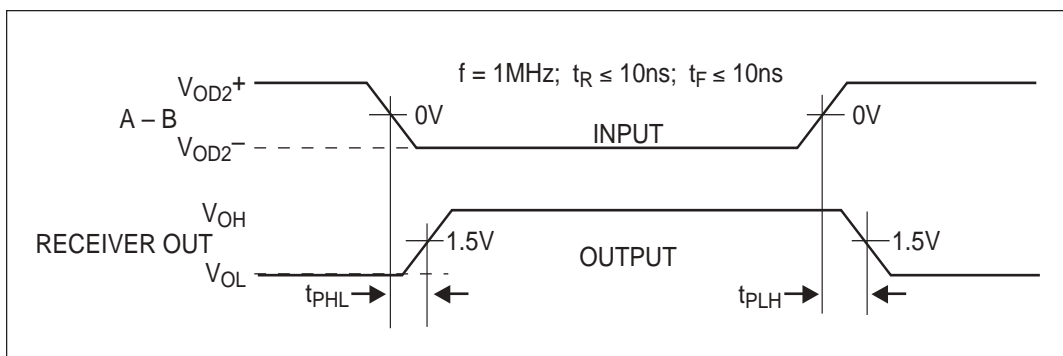 f = 1MHz; tR ≤ 10ns; tF ≤ 10ns
VOD2+
A – B
0V
0V
INPUT
VOD2–
VOH
RECEIVER OUT
1.5V
OUTPUT
1.5V
VOL
tPHL
tPLH